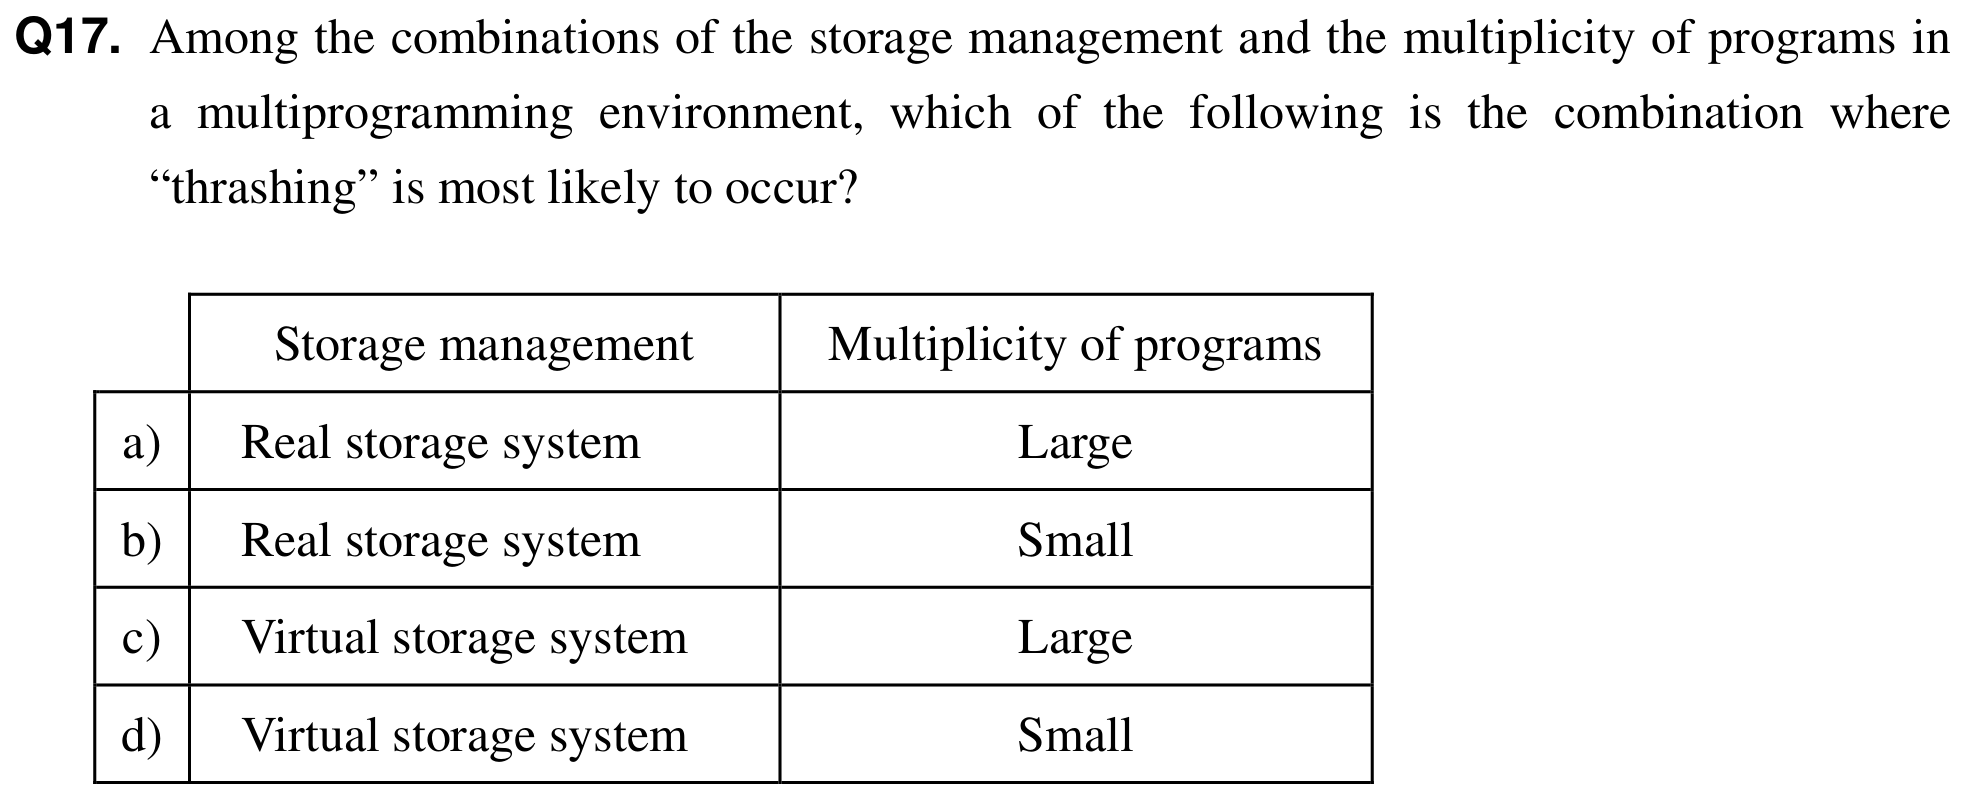 Q17. Among the combinations of the storage management and the multiplicity of programs in
a multiprogramming environment, which of the following is the combination where
“thrashing” is most likely to occur?
Storage management Multiplicity of programs
a) Real storage system Large
b) Real storage system Small
c) Virtual storage system Large
d) Virtual storage system Small